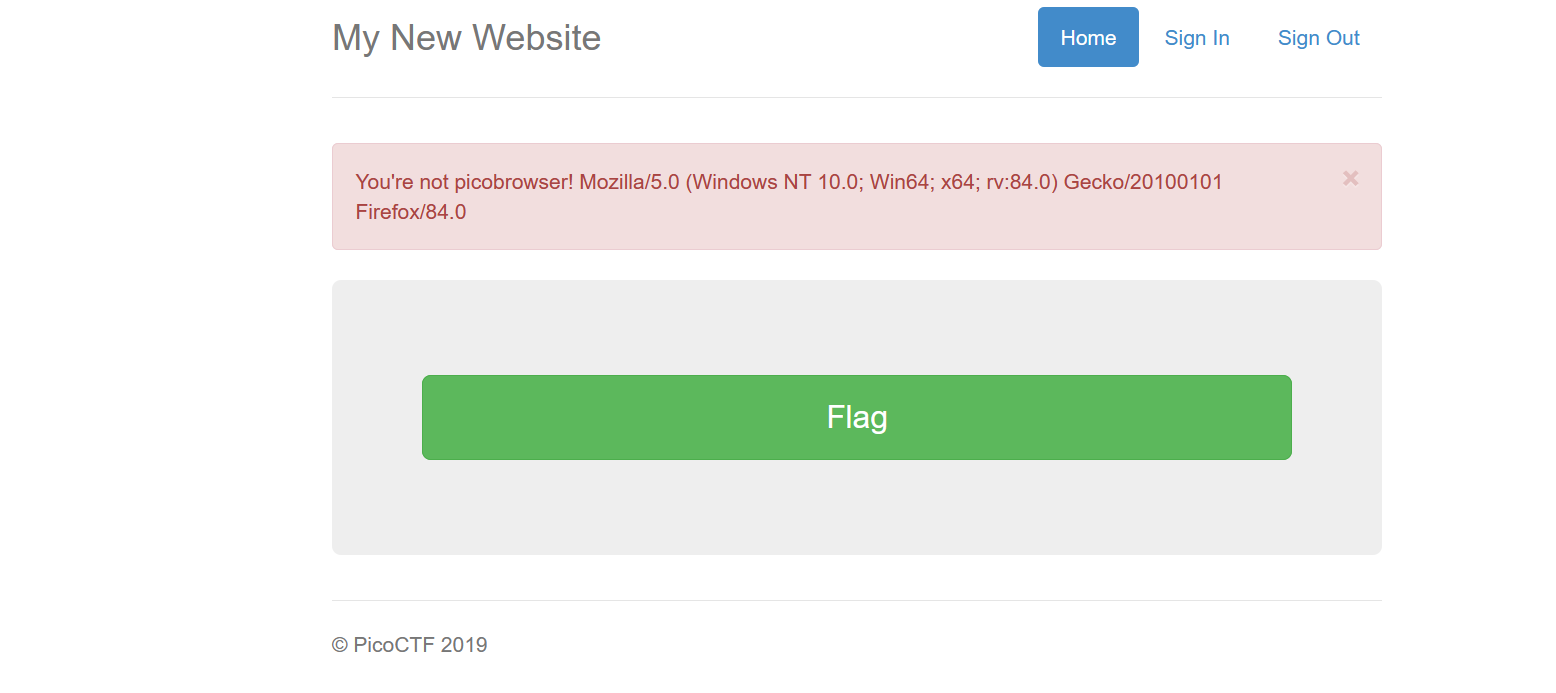 My New Website
Home
Sign In
Sign Out
You're not picobrowser! Mozilla/5.0 (Windows NT 10.0; Win64; x64; rv:84.0) Gecko/20100101
Firefox/84.0
×
Flag
© PicoCTF 2019